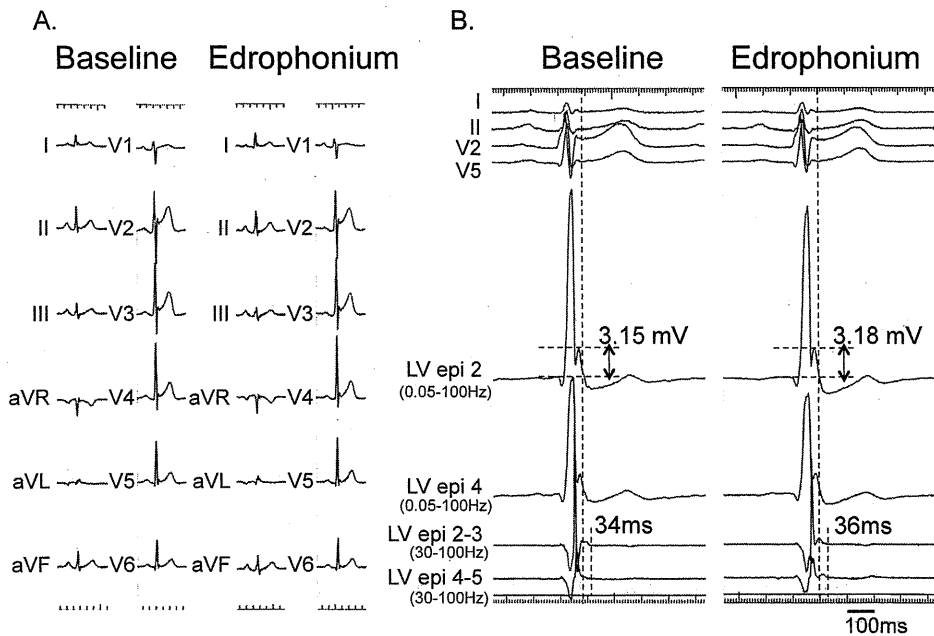 A.
Baseline Edrophonium
I V1 I V1
II V2 II V2
III V3 III V3
aVR V4 aVR V4
aVL V5 aVL V5
aVF V6 aVF V6
B.
Baseline Edrophonium
I
II
V2
V5
3.15 mV 3.18 mV
LV epi 2
(0.05-100Hz)
LV epi 4
(0.05-100Hz)
34ms 36ms
LV epi 2-3
(30-100Hz)
LV epi 4-5
(30-100Hz)
100ms